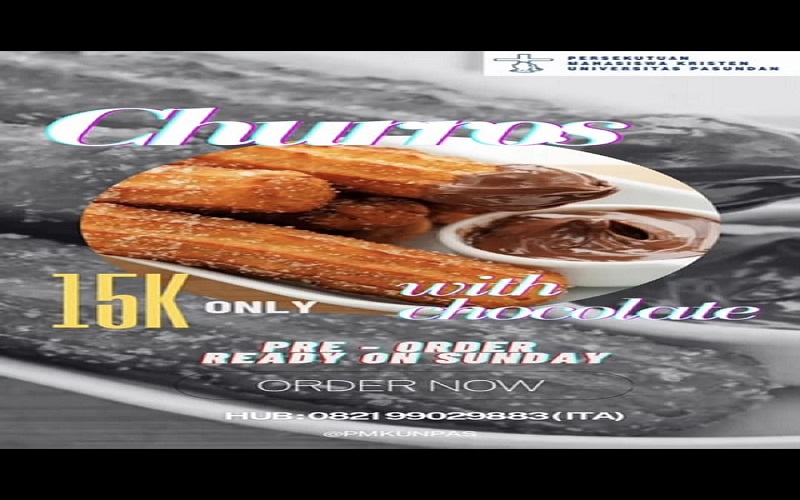 PERSEKUTUAN
MAHASISWA KRISTEN
UNIVERSITAS PASUNDAN
Churros
15K ONLY
with
chocolate
PRE - ORDER
READY ON SUNDAY
ORDER NOW
HUB:082199029883(ITA)
@PMKUNPAS